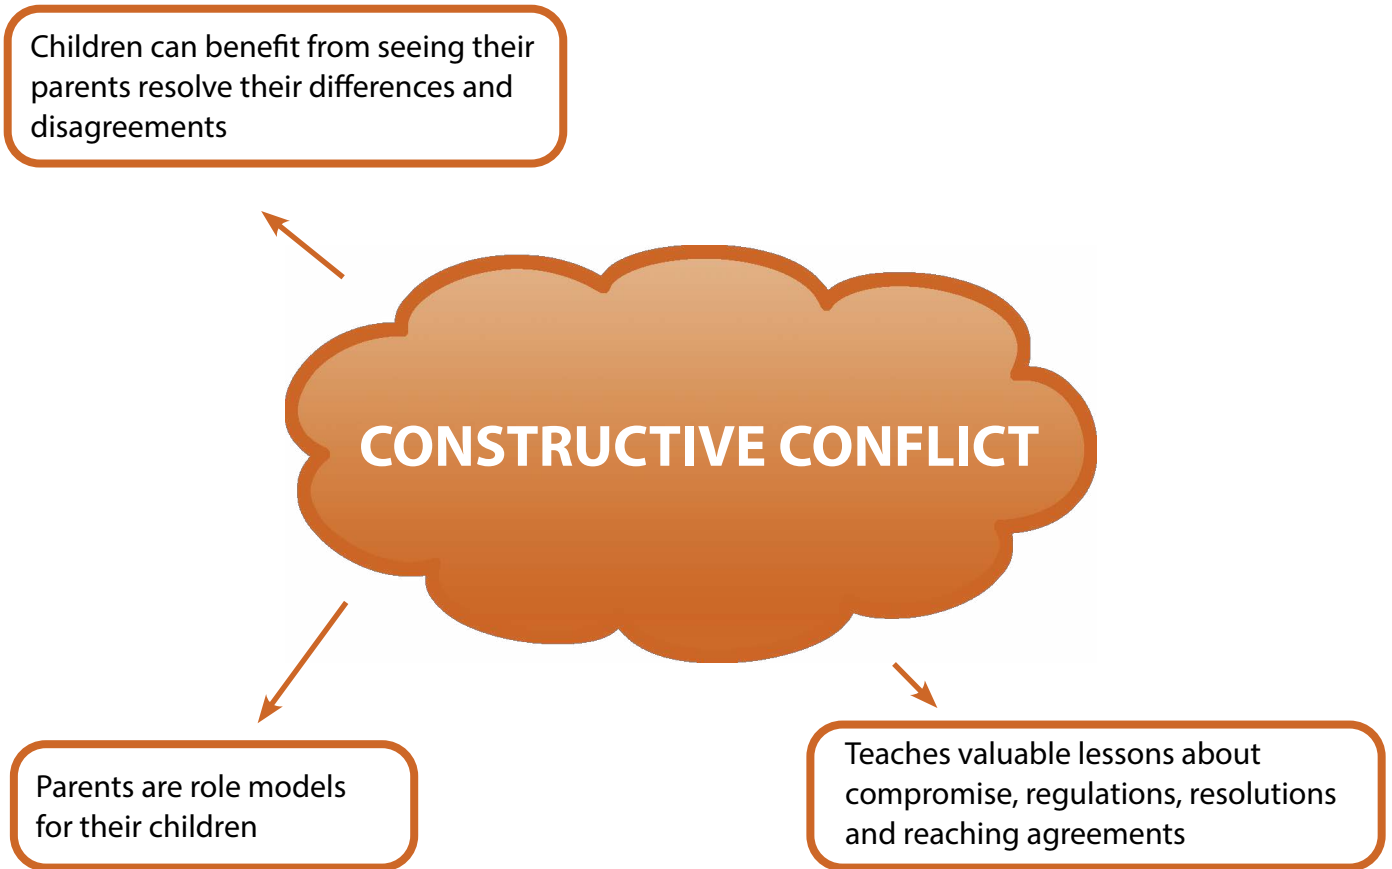 Children can benefit from seeing their
parents resolve their differences and
disagreements
CONSTRUCTIVE CONFLICT
Parents are role models
for their children
Teaches valuable lessons about
compromise, regulations, resolutions
and reaching agreements